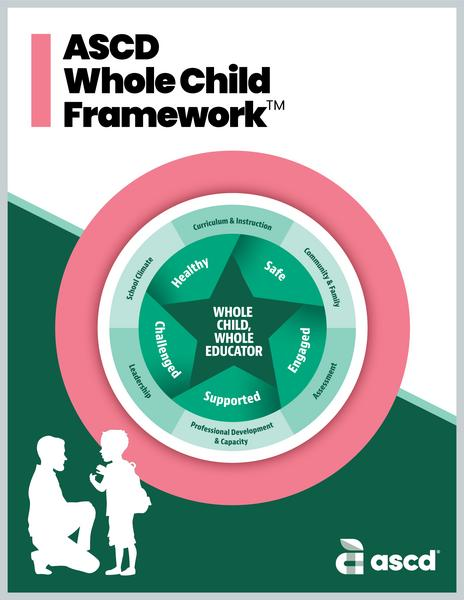 ASCD
Whole Child
Framework™
Curriculum & Instruction
Community & Family
Assessment
Professional Development
& Capacity
Leadership
School Climate
Healthy
Safe
Engaged
Supported
Challenged
WHOLE
CHILD,
WHOLE
EDUCATOR
ascd®